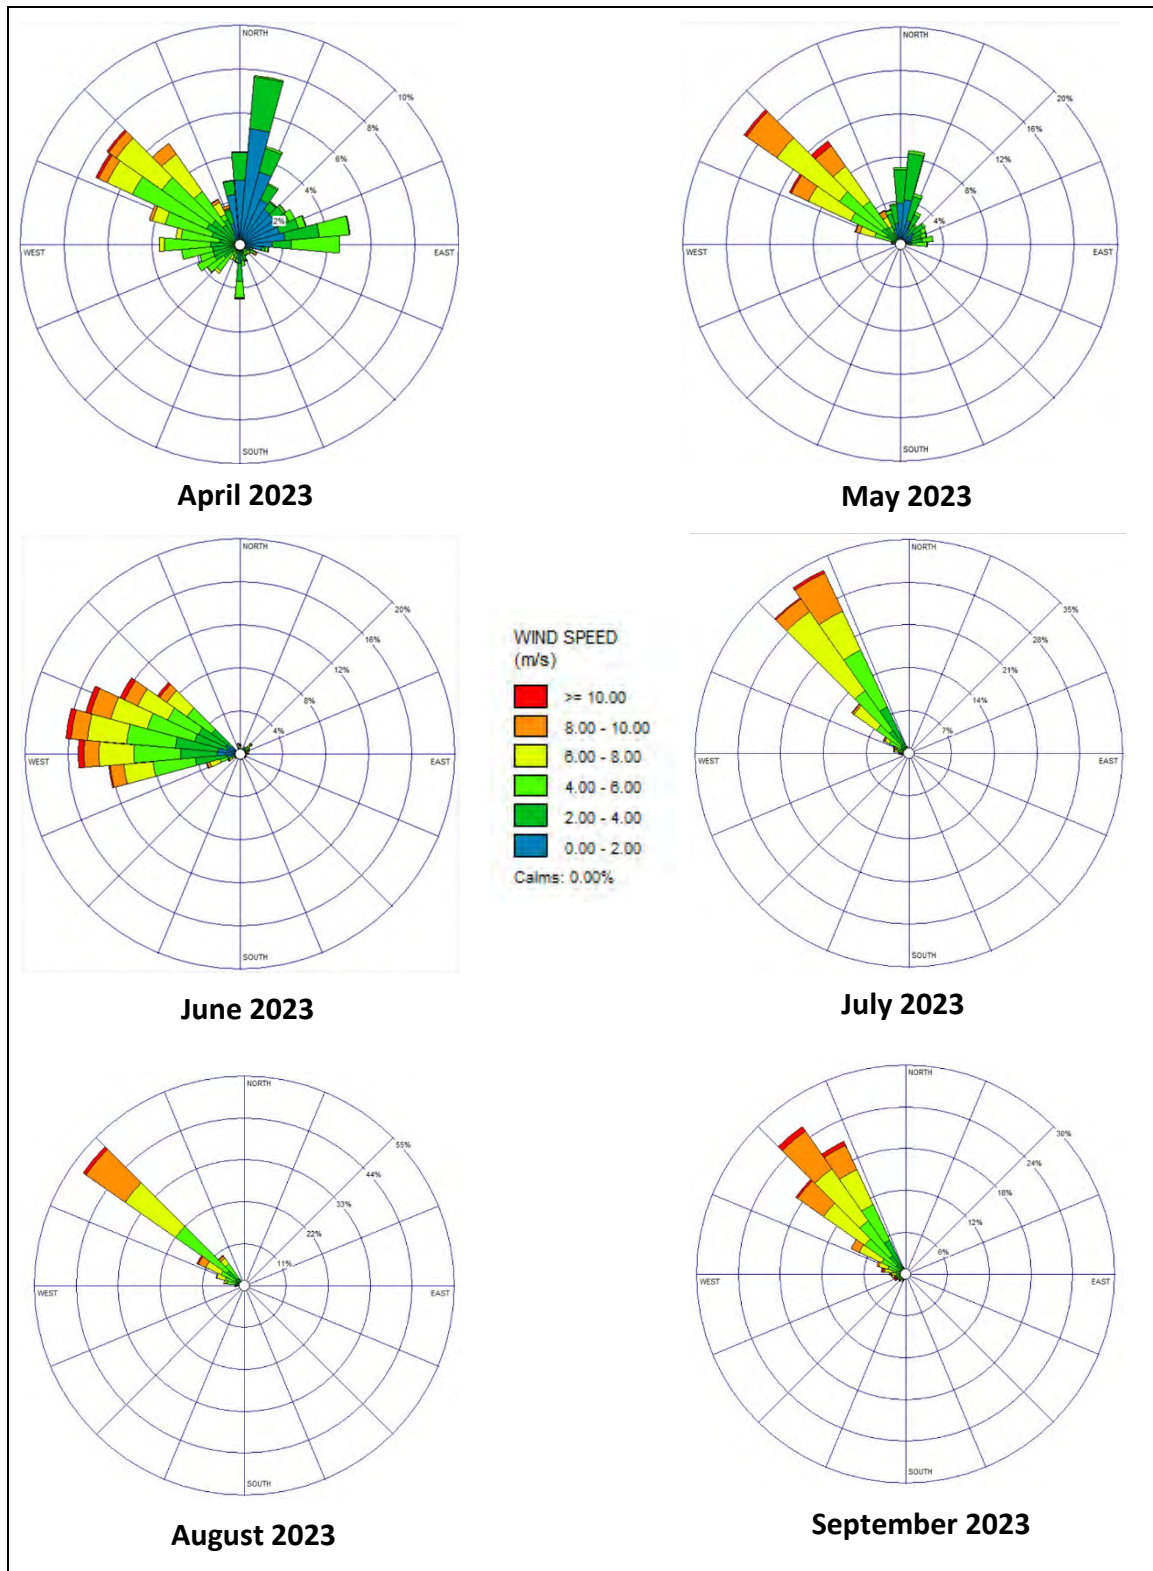 NORTH
10%
8%
6%
4%
2%
WEST
EAST
SOUTH
April 2023
NORTH
20%
16%
12%
8%
4%
WEST
EAST
SOUTH
May 2023
NORTH
20%
16%
12%
8%
4%
WEST
EAST
SOUTH
June 2023
WIND SPEED
(m/s)
>= 10.00
8.00 - 10.00
6.00 - 8.00
4.00 - 6.00
2.00 - 4.00
0.00 - 2.00
Calms: 0.00%
NORTH
35%
28%
21%
14%
7%
WEST
EAST
SOUTH
July 2023
NORTH
55%
44%
33%
22%
11%
WEST
EAST
SOUTH
August 2023
NORTH
30%
24%
18%
12%
6%
WEST
EAST
SOUTH
September 2023